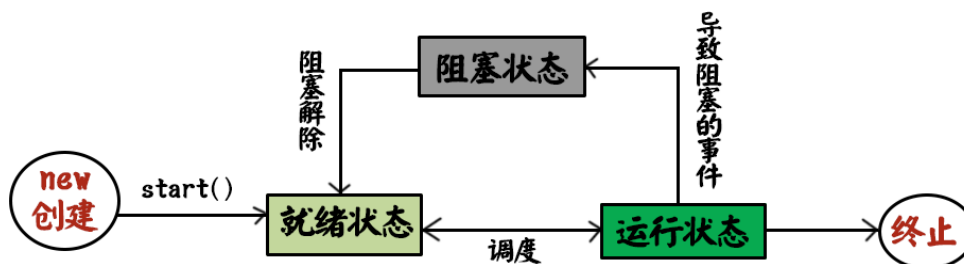 阻塞状态
阻塞解除
导致阻塞的事件
new
创建
start()
就绪状态
调度
运行状态
终止